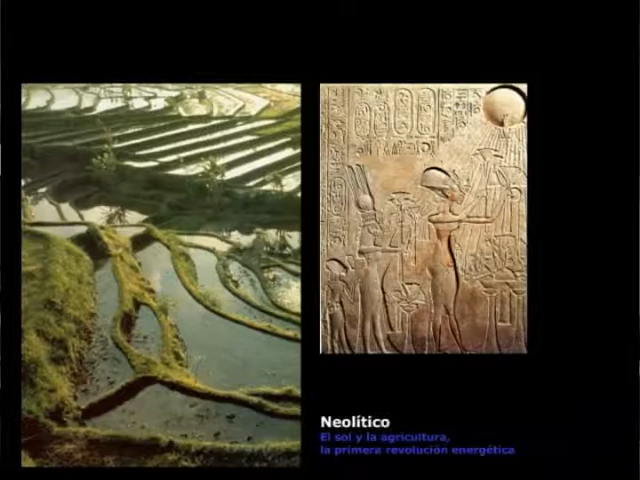 Neolítico
El sol y la agricultura,
la primera revolución energética